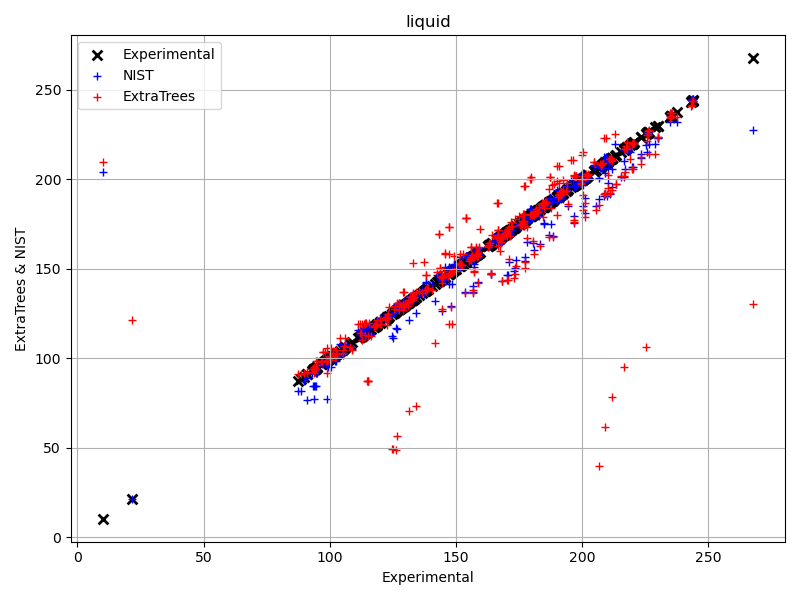 liquid
Experimental
NIST
ExtraTrees
ExtraTrees & NIST
250
200
150
100
50
0
0 50 100 150 200 250
Experimental